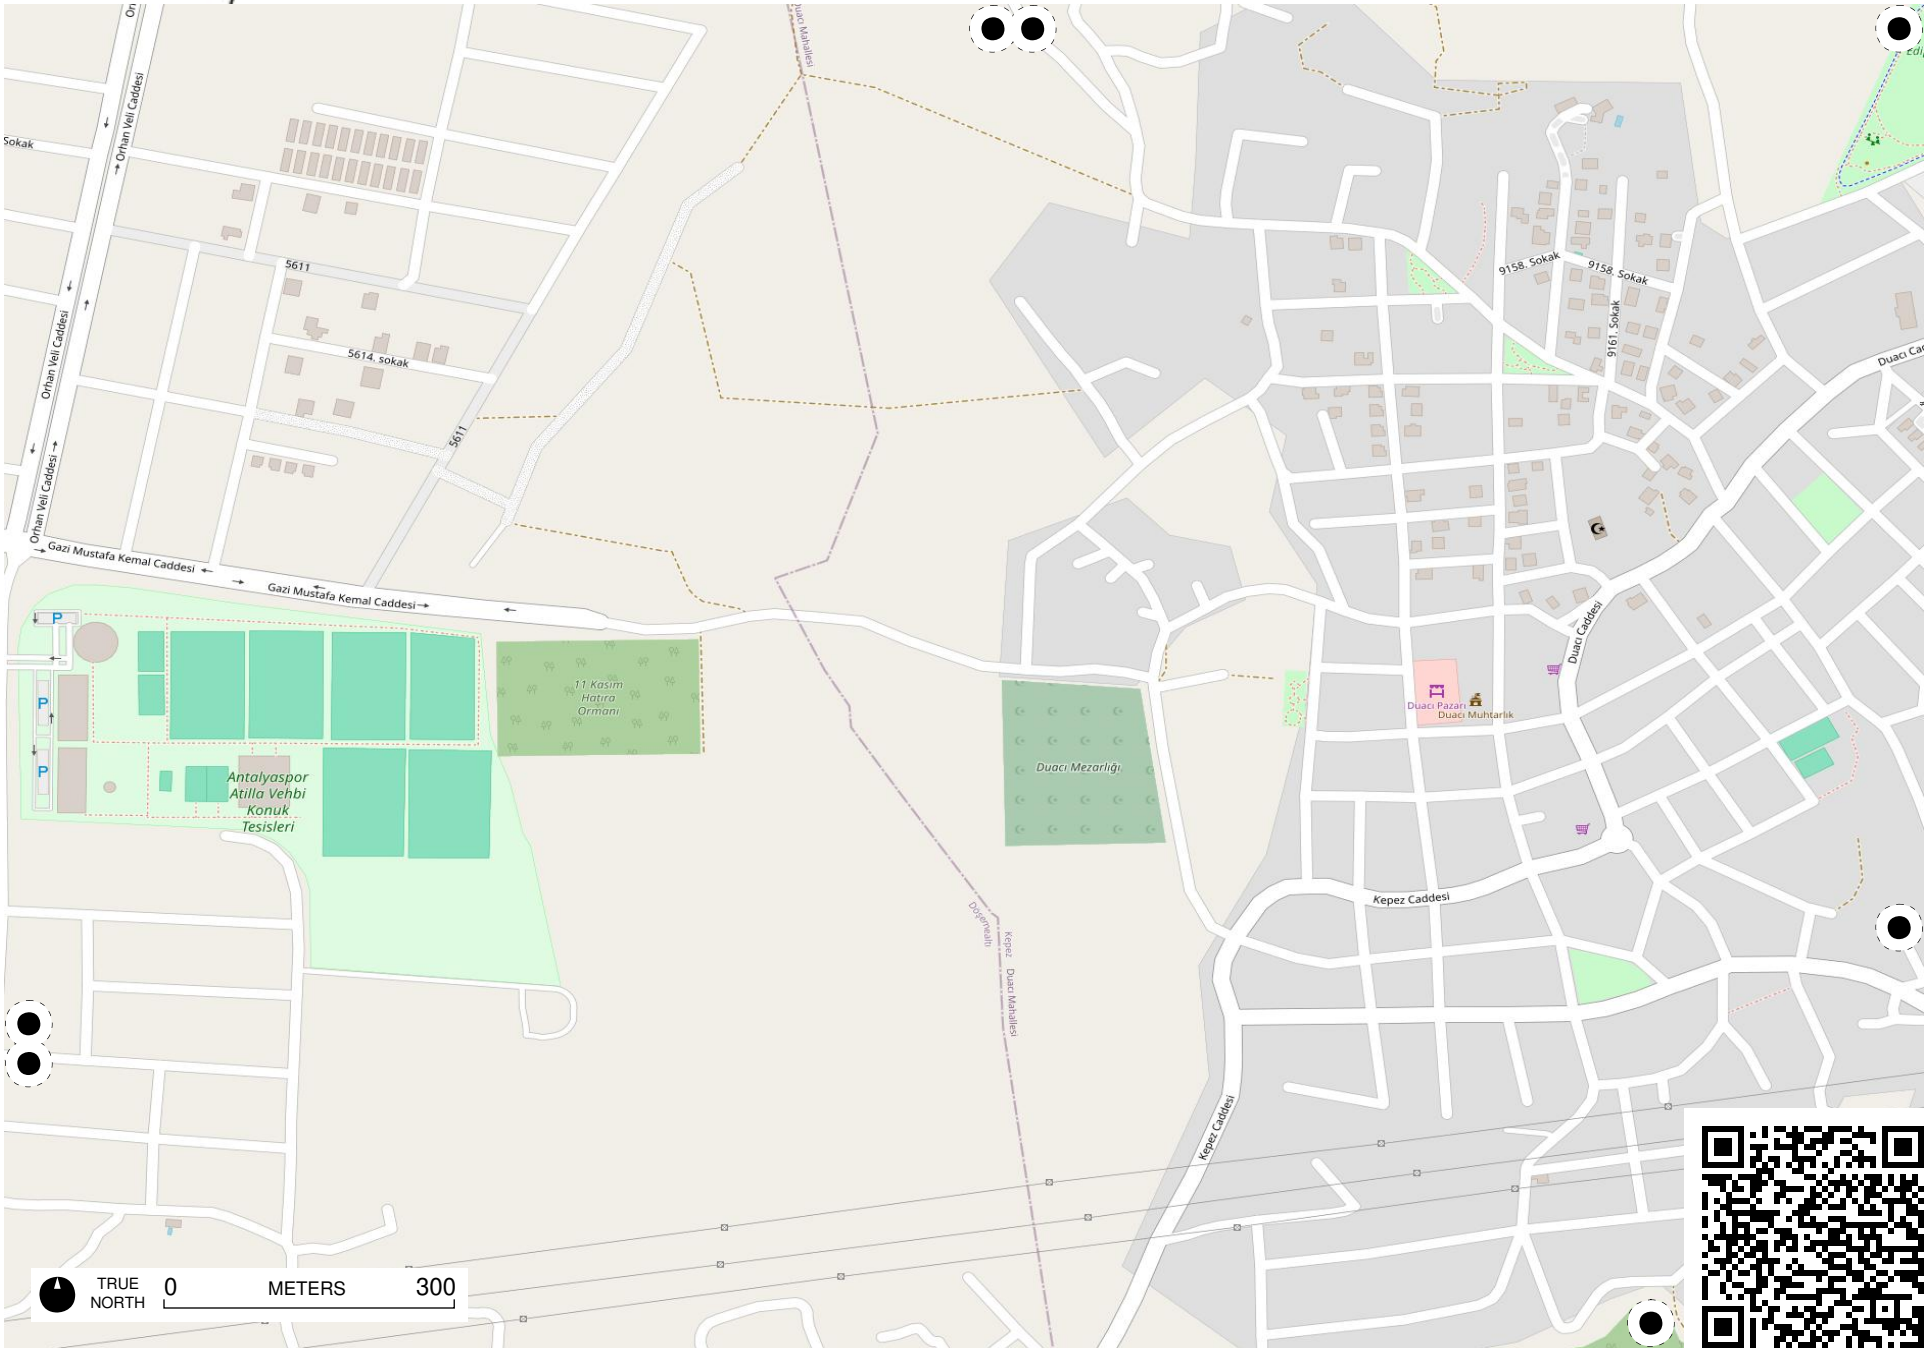 Duacı Mahallesi
Orhan Veli Caddesi
Sokak
5611
9158. Sokak
9158. Sokak
9161. Sokak
Orhan Veli Caddesi
5614. sokak
5611
Orhan Veli Caddesi
Gazi Mustafa Kemal Caddesi
Gazi Mustafa Kemal Caddesi
Duacı Caddesi
P
P
P
11 Kasım
Hatıra
Ormanı
Duacı Pazarı
Duacı Muhtarlık
Duacı Mezarlığı
Antalyaspor
Atilla Vehbi
Konuk
Tesisleri
Kepez Caddesi
Döşemealtı
Kepez
Duacı Mahallesi
Kepez Caddesi
TRUE
NORTH
0 METERS 300